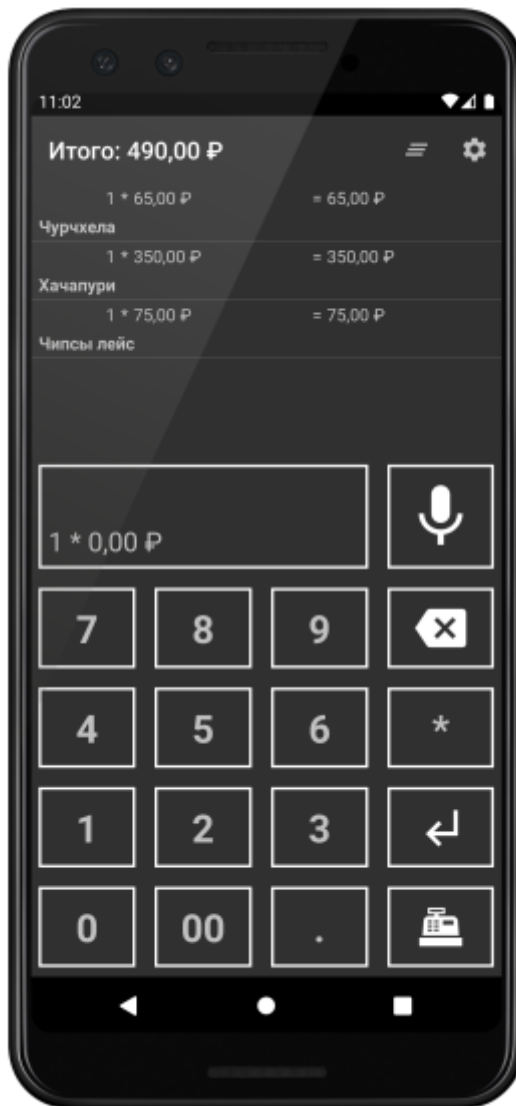 11:02
Итого: 490,00 ₽
1 * 65,00 ₽ = 65,00 ₽
Чурчхела
1 * 350,00 ₽ = 350,00 ₽
Хачапури
1 * 75,00 ₽ = 75,00 ₽
Чипсы лейс
1 * 0,00 ₽
7 8 9
4 5 6 *
1 2 3
0 00 .